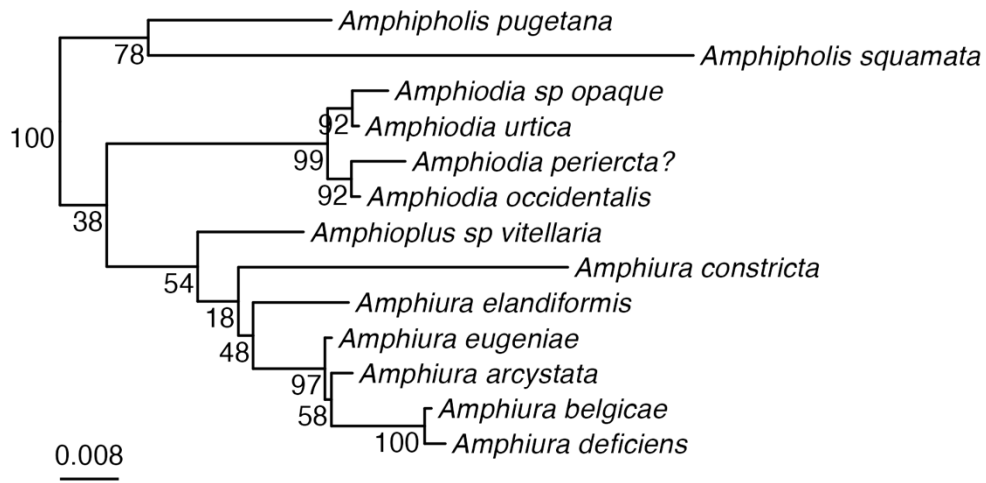 Amphipholis pugetana
78
Amphipholis squamata
Amphiodia sp opaque
92
Amphiodia urtica
100
99
Amphiodia periercta?
92
Amphiodia occidentalis
38
Amphioplus sp vitellaria
54
Amphiura constricta
18
Amphiura elandiformis
48
Amphiura eugeniae
97
Amphiura arcystata
58
Amphiura belgicae
100
Amphiura deficiens
0.008